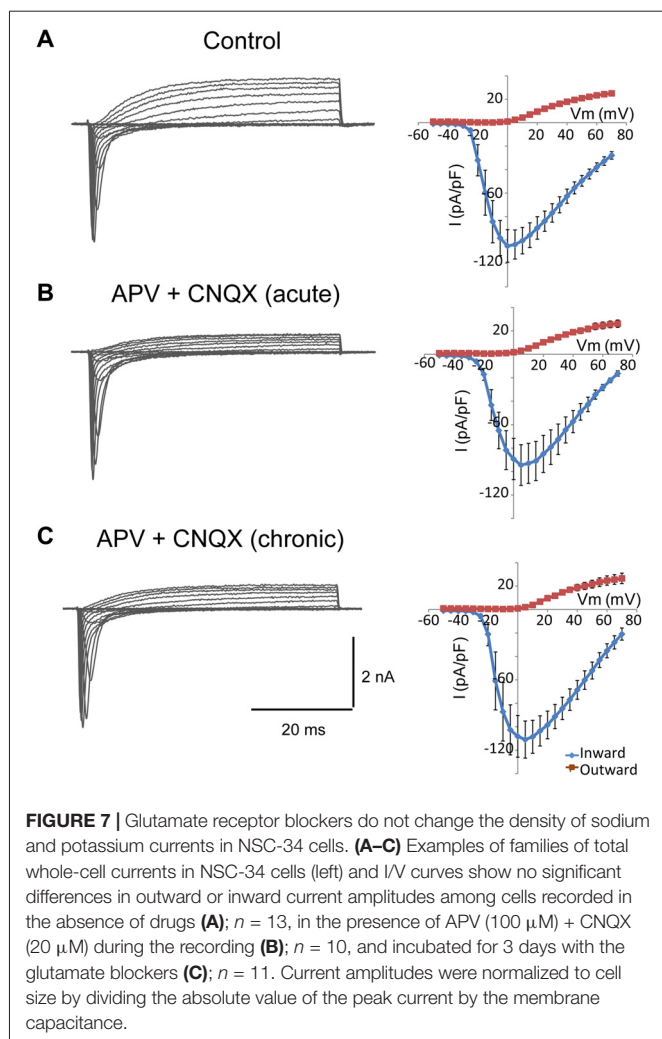 A
Control
20
Vm (mV)
-60 -40 -20 20 40 60 80
I (pA/pF)
-60
-120
B
APV + CNQX (acute)
20
Vm (mV)
-60 -40 -20 0 20 40 60 80
I (pA/pF)
-60
-120
C
APV + CNQX (chronic)
20
Vm (mV)
-60 -40 -20 0 20 40 60 80
I (pA/pF)
-60
-120
2 nA
20 ms
Inward
Outward
FIGURE 7 | Glutamate receptor blockers do not change the density of sodium
and potassium currents in NSC-34 cells. (A–C) Examples of families of total
whole-cell currents in NSC-34 cells (left) and I/V curves show no significant
differences in outward or inward current amplitudes among cells recorded in
the absence of drugs (A); n = 13, in the presence of APV (100 μM) + CNQX
(20 μM) during the recording (B); n = 10, and incubated for 3 days with the
glutamate blockers (C); n = 11. Current amplitudes were normalized to cell
size by dividing the absolute value of the peak current by the membrane
capacitance.